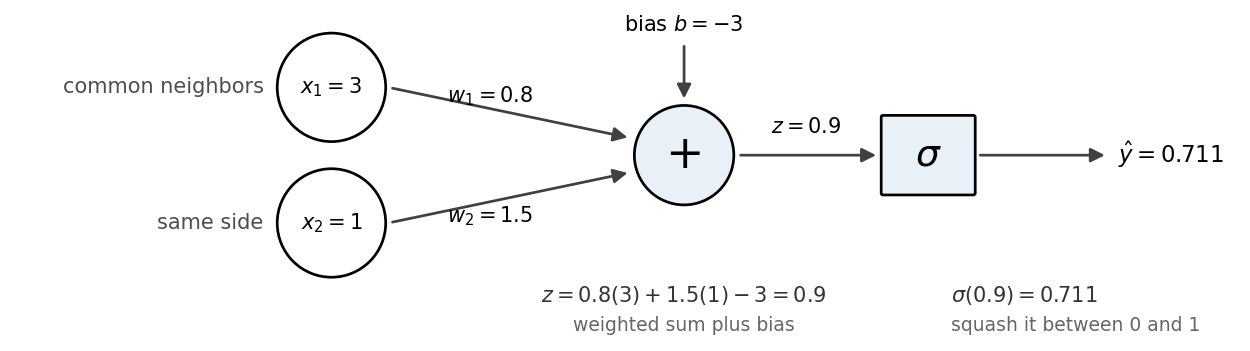 bias b = −3
common neighbors
x₁ = 3
w₁ = 0.8
+
z = 0.9
σ
ŷ = 0.711
same side
x₂ = 1
w₂ = 1.5
z = 0.8(3) + 1.5(1) − 3 = 0.9
weighted sum plus bias
σ(0.9) = 0.711
squash it between 0 and 1